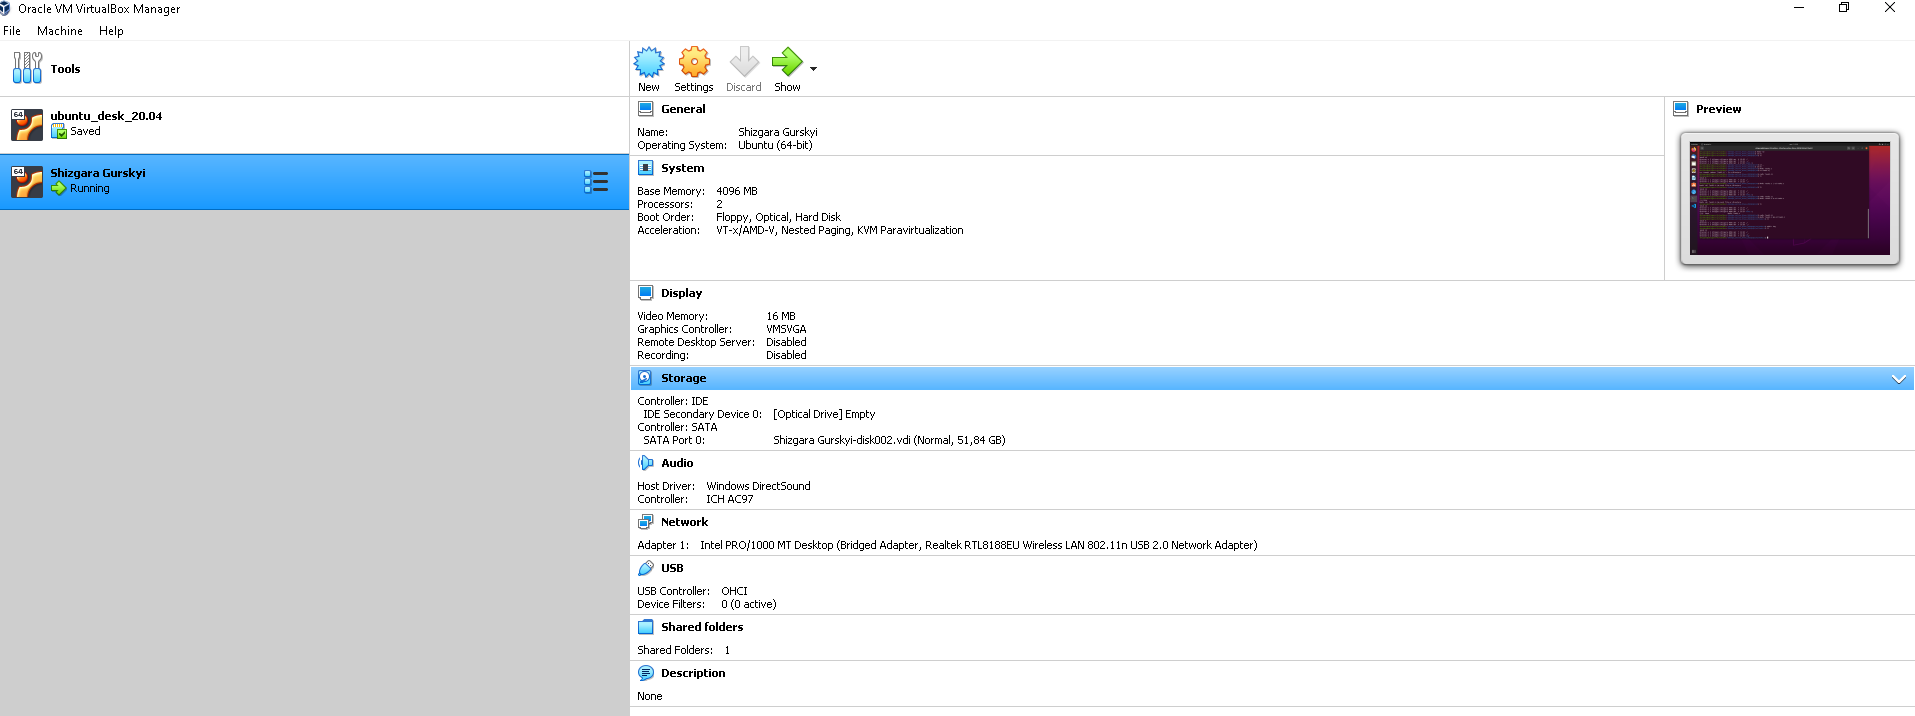 Oracle VM VirtualBox Manager
File Machine Help
Tools
64
ubuntu_desk_20.04
Saved
64
Shizgara Gurskyi
Running
New Settings Discard Show
General
Name: Shizgara Gurskyi
Operating System: Ubuntu (64-bit)
System
Base Memory: 4096 MB
Processors: 2
Boot Order: Floppy, Optical, Hard Disk
Acceleration: VT-x/AMD-V, Nested Paging, KVM Paravirtualization
Preview
Display
Video Memory: 16 MB
Graphics Controller: VMSVGA
Remote Desktop Server: Disabled
Recording: Disabled
Storage
Controller: IDE
IDE Secondary Device 0: [Optical Drive] Empty
Controller: SATA
SATA Port 0: Shizgara Gurskyi-disk002.vdi (Normal, 51,84 GB)
Audio
Host Driver: Windows DirectSound
Controller: ICH AC97
Network
Adapter 1: Intel PRO/1000 MT Desktop (Bridged Adapter, Realtek RTL8188EU Wireless LAN 802.11n USB 2.0 Network Adapter)
USB
USB Controller: OHCI
Device Filters: 0 (0 active)
Shared folders
Shared Folders: 1
Description
None